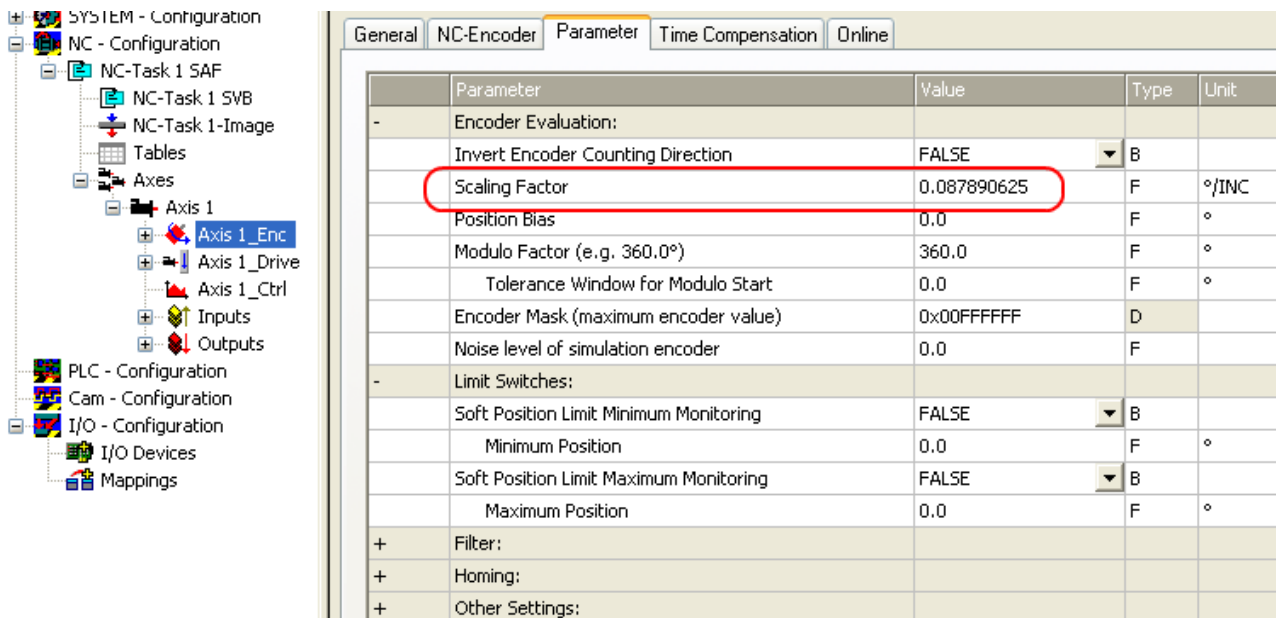 SYSTEM - Configuration
NC - Configuration
NC-Task 1 SAF
NC-Task 1 SVB
NC-Task 1-Image
Tables
Axes
Axis 1
Axis 1_Enc
Axis 1_Drive
Axis 1_Ctrl
Inputs
Outputs
PLC - Configuration
Cam - Configuration
I/O - Configuration
I/O Devices
Mappings
General NC-Encoder Parameter Time Compensation Online
Parameter Value Type Unit
- Encoder Evaluation:
Invert Encoder Counting Direction FALSE B
Scaling Factor 0.087890625 F °/INC
Position Bias 0.0 F °
Modulo Factor (e.g. 360.0°) 360.0 F °
Tolerance Window for Modulo Start 0.0 F °
Encoder Mask (maximum encoder value) 0x00FFFFFF D
Noise level of simulation encoder 0.0 F
- Limit Switches:
Soft Position Limit Minimum Monitoring FALSE B
Minimum Position 0.0 F °
Soft Position Limit Maximum Monitoring FALSE B
Maximum Position 0.0 F °
+ Filter:
+ Homing:
+ Other Settings: